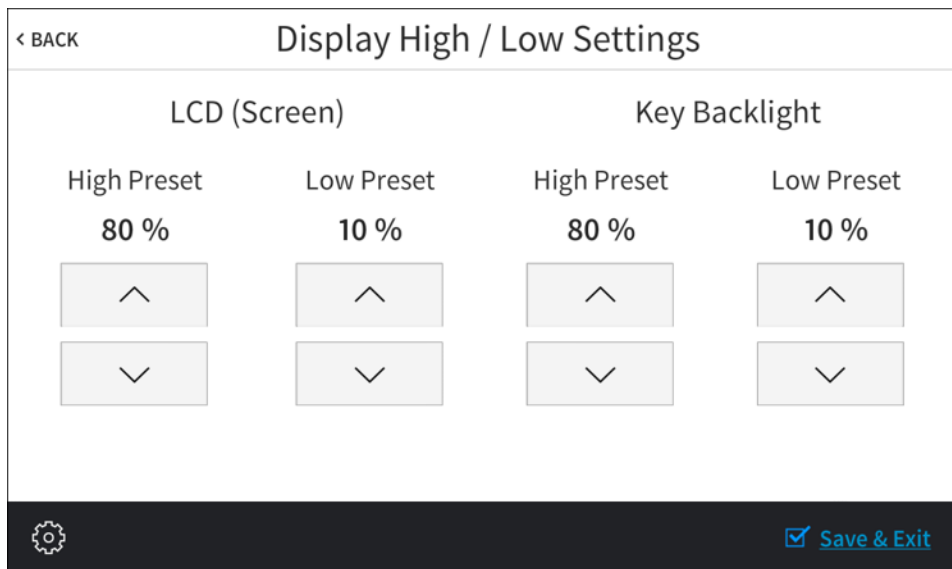 < BACK
Display High / Low Settings
LCD (Screen)
Key Backlight
High Preset
Low Preset
High Preset
Low Preset
80 %
10 %
80 %
10 %
Save & Exit